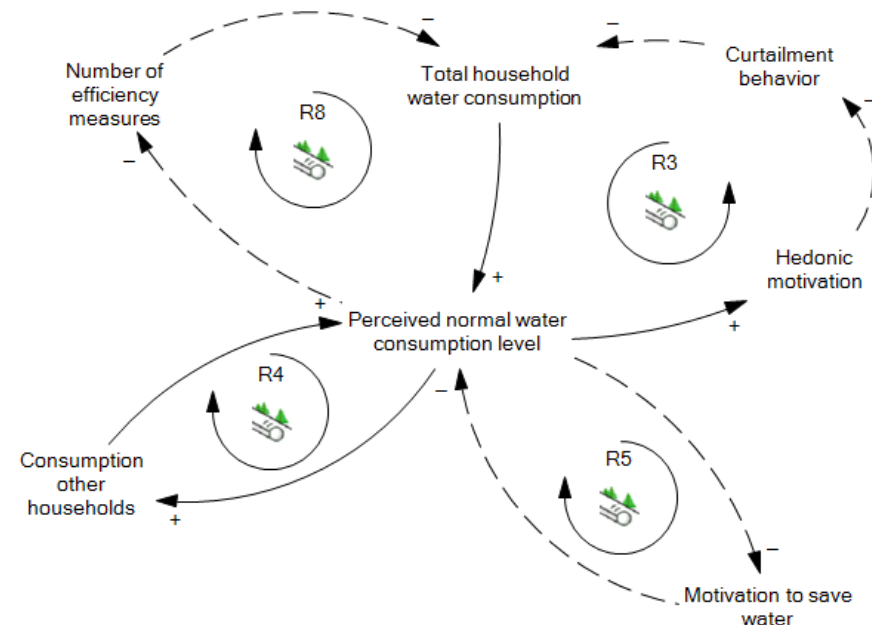 Number of
efficiency
measures
–
–
Total household
water consumption
–
Curtailment
behavior
–
R8
R3
Hedonic
motivation
+
+
+
Perceived normal water
consumption level
R4
–
Consumption
other
households
+
R5
–
Motivation to save
water